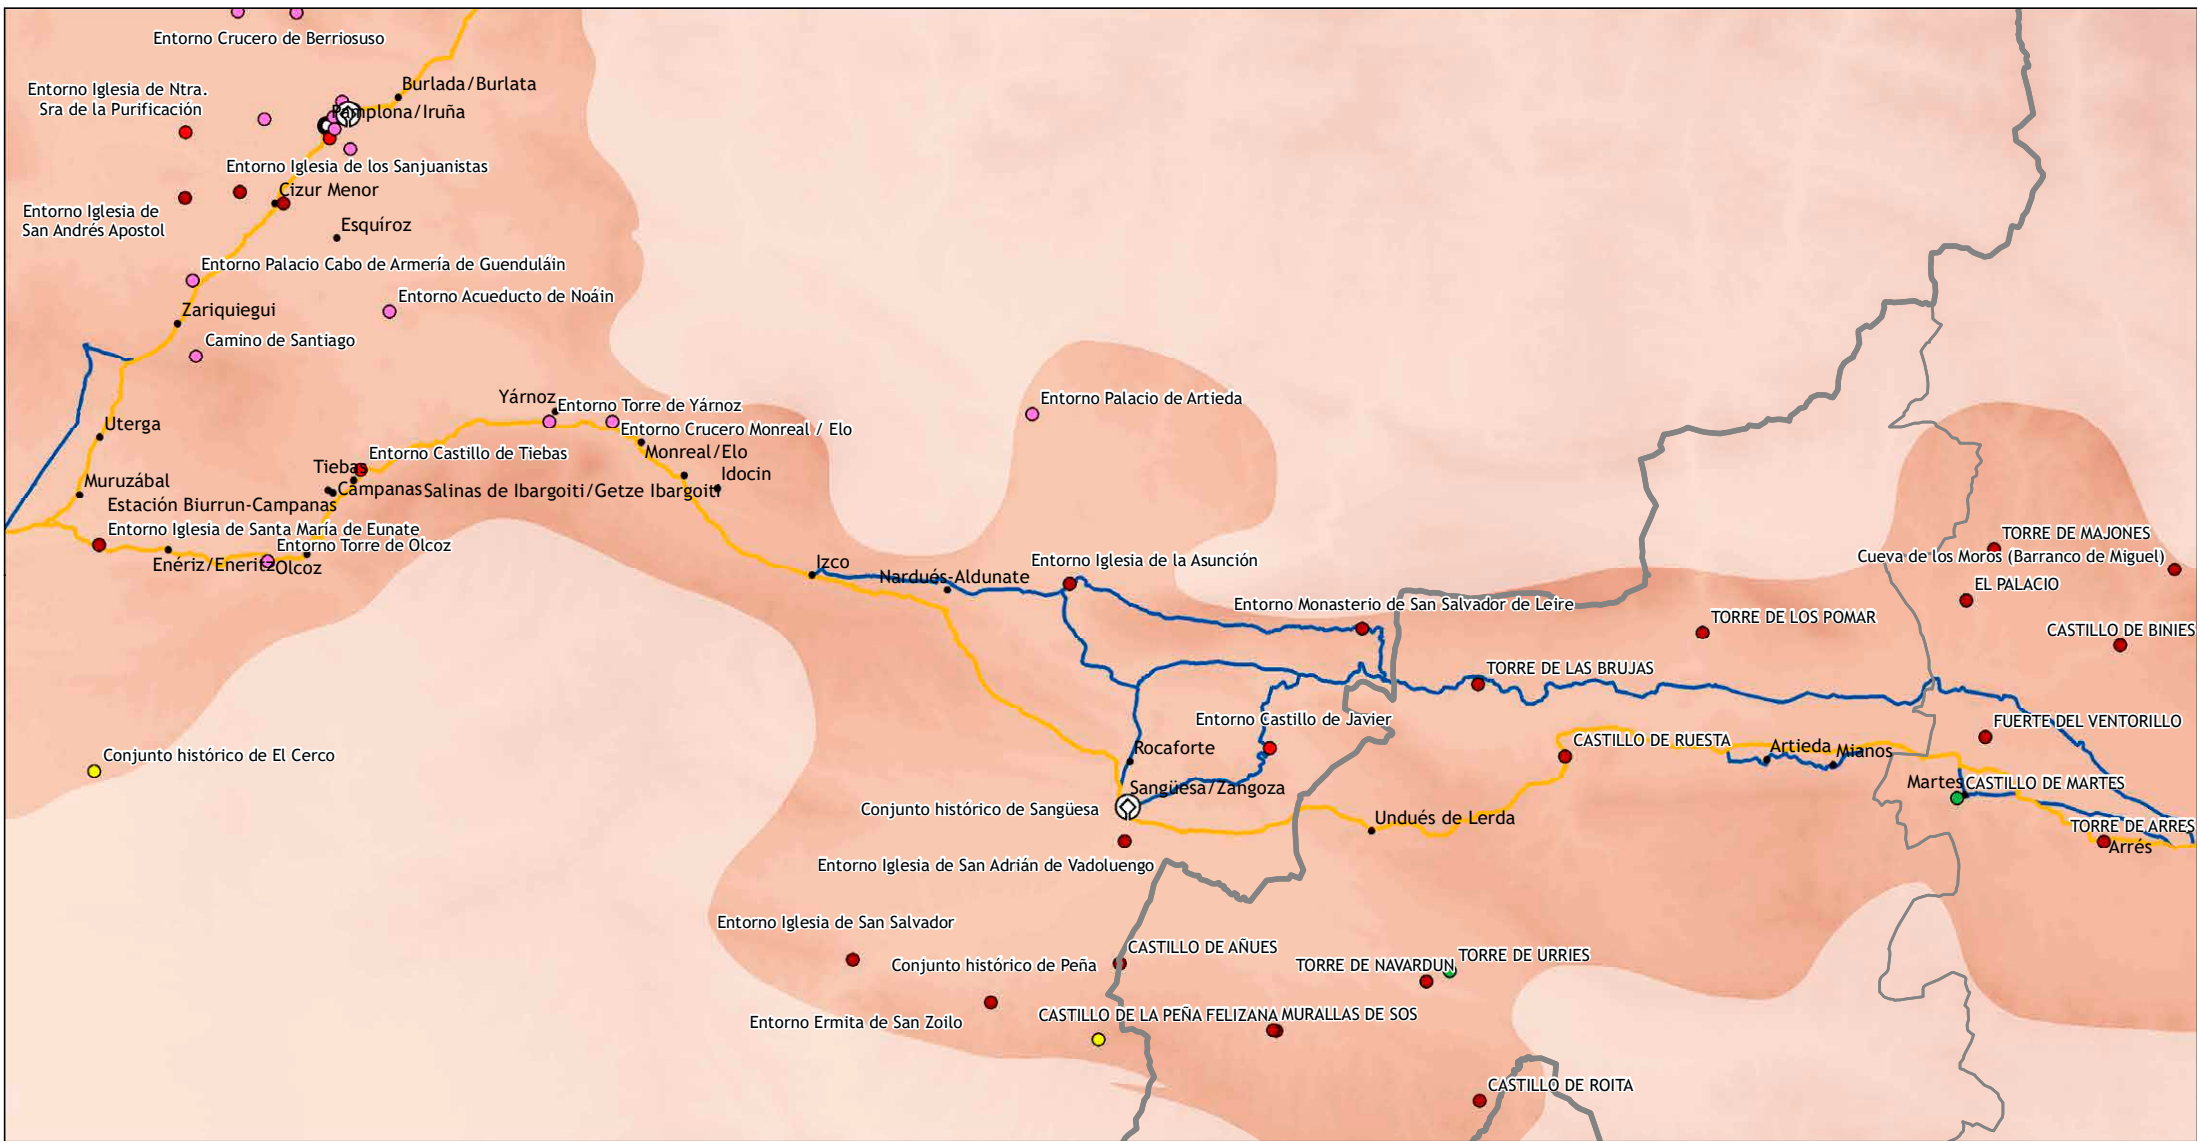 Entorno Crucero de Berriosuso
Burlada/Burlata
Entorno Iglesia de Ntra.
Sra de la Purificación
Pamplona/Iruña
Entorno Iglesia de los Sanjuanistas
Cizur Menor
Entorno Iglesia de
San Andrés Apostol
Esquíroz
Entorno Palacio Cabo de Armería de Guenduláin
Entorno Acueducto de Noáin
Zariquiegui
Camino de Santiago
Yárnoz
Entorno Torre de Yárnoz
Entorno Palacio de Artieda
Uterga
Entorno Crucero Monreal / Elo
Entorno Castillo de Tiebas
Monreal/Elo
Tiebas
Idocin
Muruzábal
Campanas
Salinas de Ibargoiti/Getze Ibargoiti
Estación Biurrun-Campanas
Entorno Iglesia de Santa María de Eunate
Entorno Torre de Olcoz
Enériz/Eneritz
Olcoz
TORRE DE MAJONES
Cueva de los Moros (Barranco de Miguel)
Izco
Entorno Iglesia de la Asunción
Nardués-Aldunate
EL PALACIO
Entorno Monasterio de San Salvador de Leire
TORRE DE LOS POMAR
CASTILLO DE BINIES
TORRE DE LAS BRUJAS
Entorno Castillo de Javier
FUERTE DEL VENTORILLO
Conjunto histórico de El Cerco
Rocaforte
CASTILLO DE RUESTA
Artieda
Mianos
Sangüesa/Zangoza
Martes
CASTILLO DE MARTES
Conjunto histórico de Sangüesa
Undués de Lerda
TORRE DE ARRES
Arrés
Entorno Iglesia de San Adrián de Vadoluengo
Entorno Iglesia de San Salvador
CASTILLO DE AÑUES
Conjunto histórico de Peña
TORRE DE NAVARDUN
TORRE DE URRIES
Entorno Ermita de San Zoilo
CASTILLO DE LA PEÑA FELIZANA
MURALLAS DE SOS
CASTILLO DE ROITA